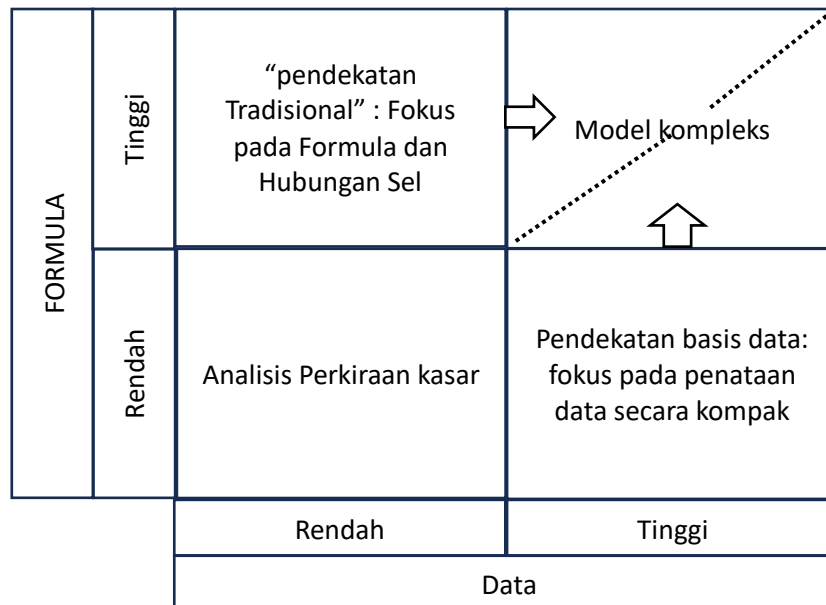 FORMULA
Tinggi
“pendekatan
Tradisional” : Fokus
pada Formula dan
Hubungan Sel
Model kompleks
Rendah
Analisis Perkiraan kasar
Pendekatan basis data:
fokus pada penataan
data secara kompak
Rendah
Tinggi
Data